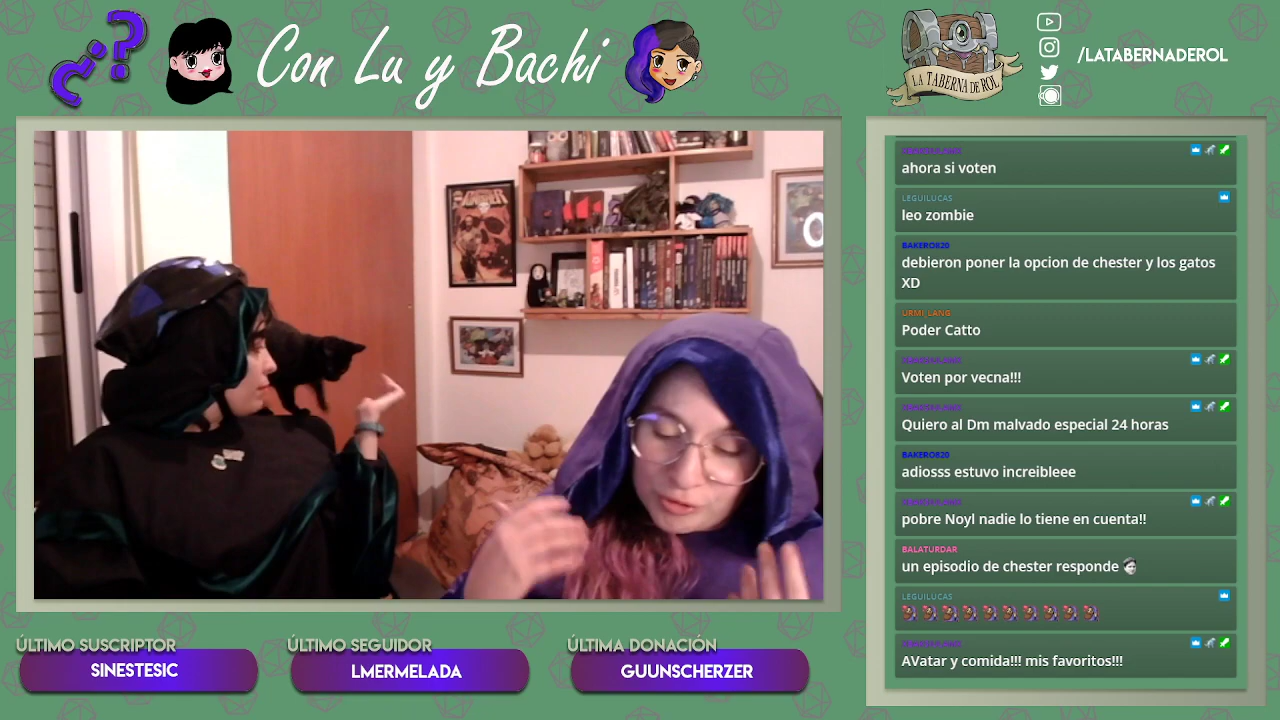 ¿?
Con Lu y Bachi
LA TABERNA DE ROL
/LATABERNADEROL
ahora si voten
LEGUILUCAS
leo zombie
BAKERO820
debieron poner la opcion de chester y los gatos
XD
URMI_LANG
Poder Catto
Voten por vecna!!!
Quiero al Dm malvado especial 24 horas
BAKERO820
adiosss estuvo increibleee
pobre Noyl nadie lo tiene en cuenta!!
BALATURDAR
un episodio de chester responde
LEGUILUCAS
AVatar y comida!!! mis favoritos!!!
ÚLTIMO SUSCRIPTOR
SINESTESIC
ÚLTIMO SEGUIDOR
LMERMELADA
ÚLTIMA DONACIÓN
GUUNSCHERZER